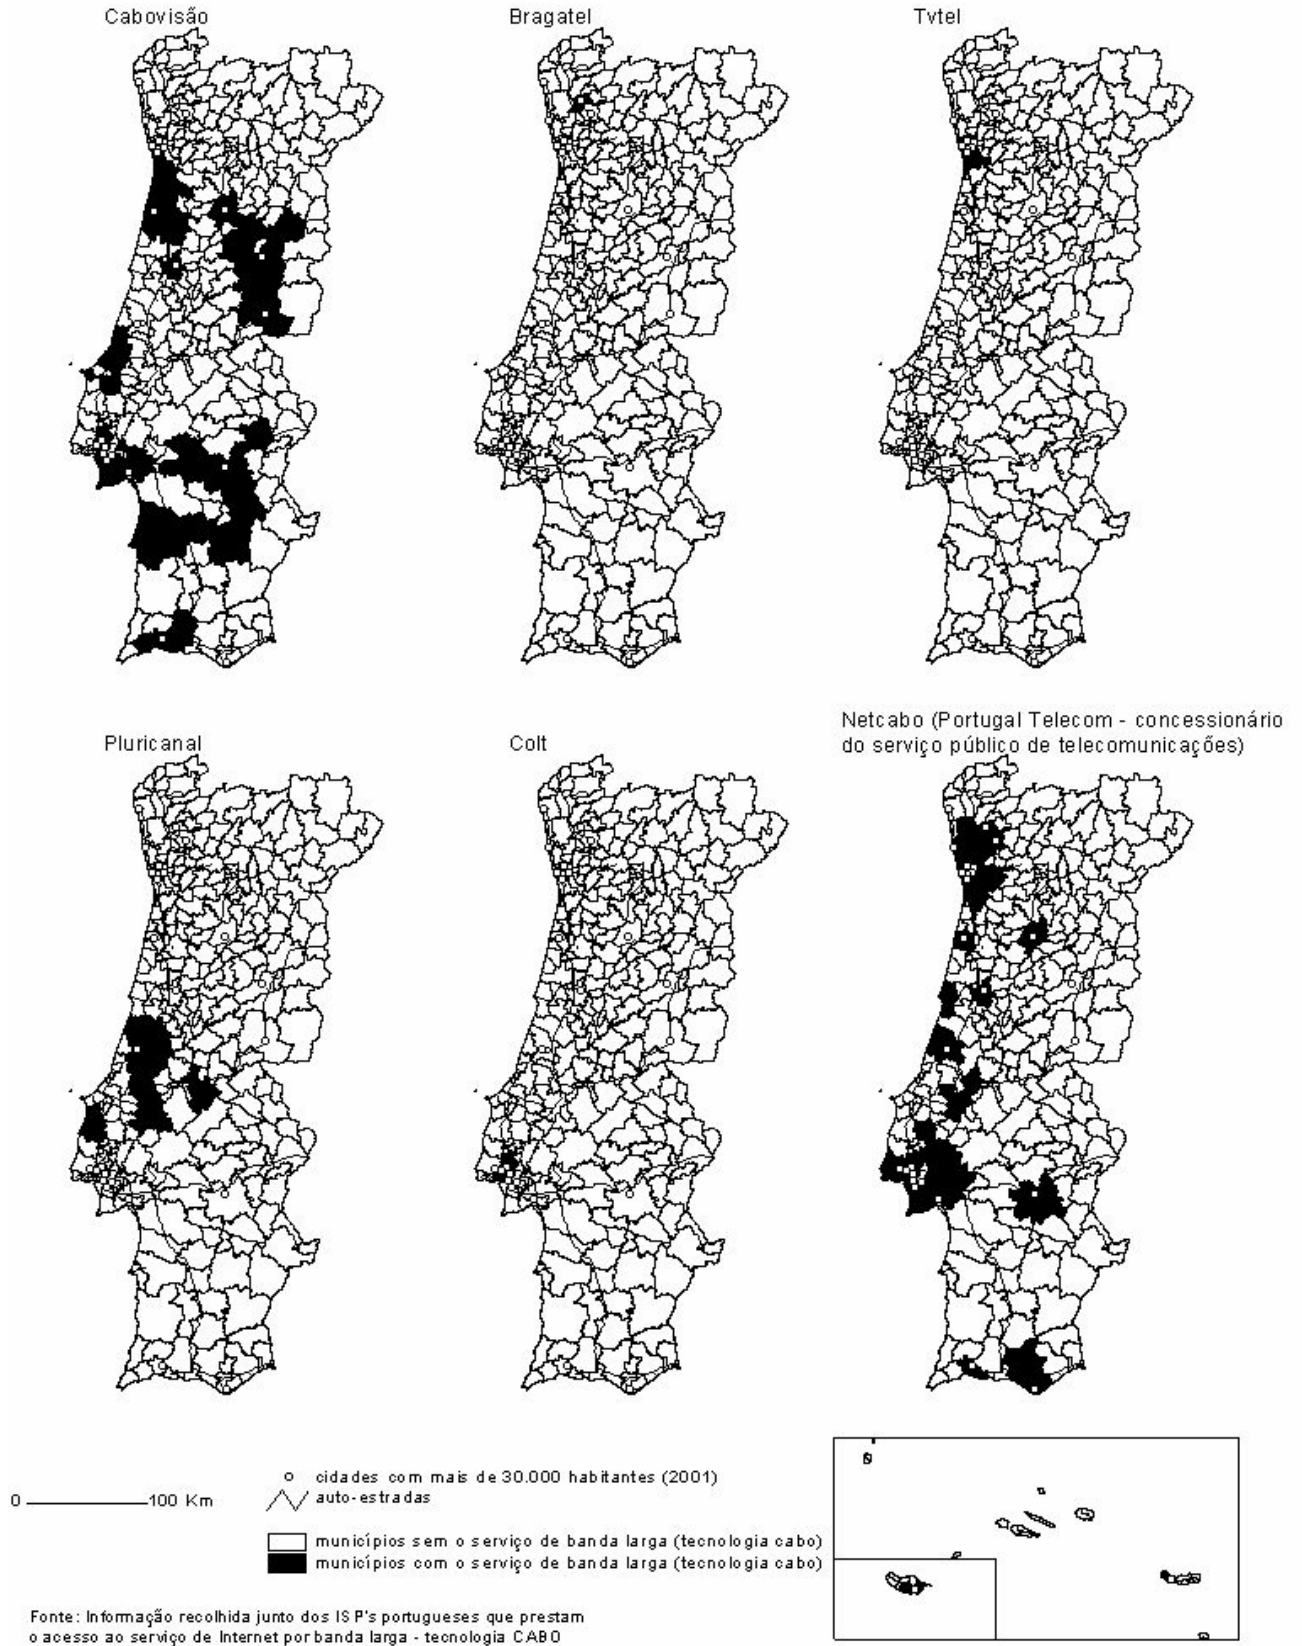 Cabovisão
Bragatel
Tvtel
Pluricanal
Colt
Netcabo (Portugal Telecom - concessionário
do serviço público de telecomunicações)
0
100 Km
cidades com mais de 30.000 habitantes (2001)
auto-estradas
municípios sem o serviço de banda larga (tecnologia cabo)
municípios com o serviço de banda larga (tecnologia cabo)
Fonte: Informação recolhida junto dos ISP's portugueses que prestam
o acesso ao serviço de Internet por banda larga - tecnologia CABO